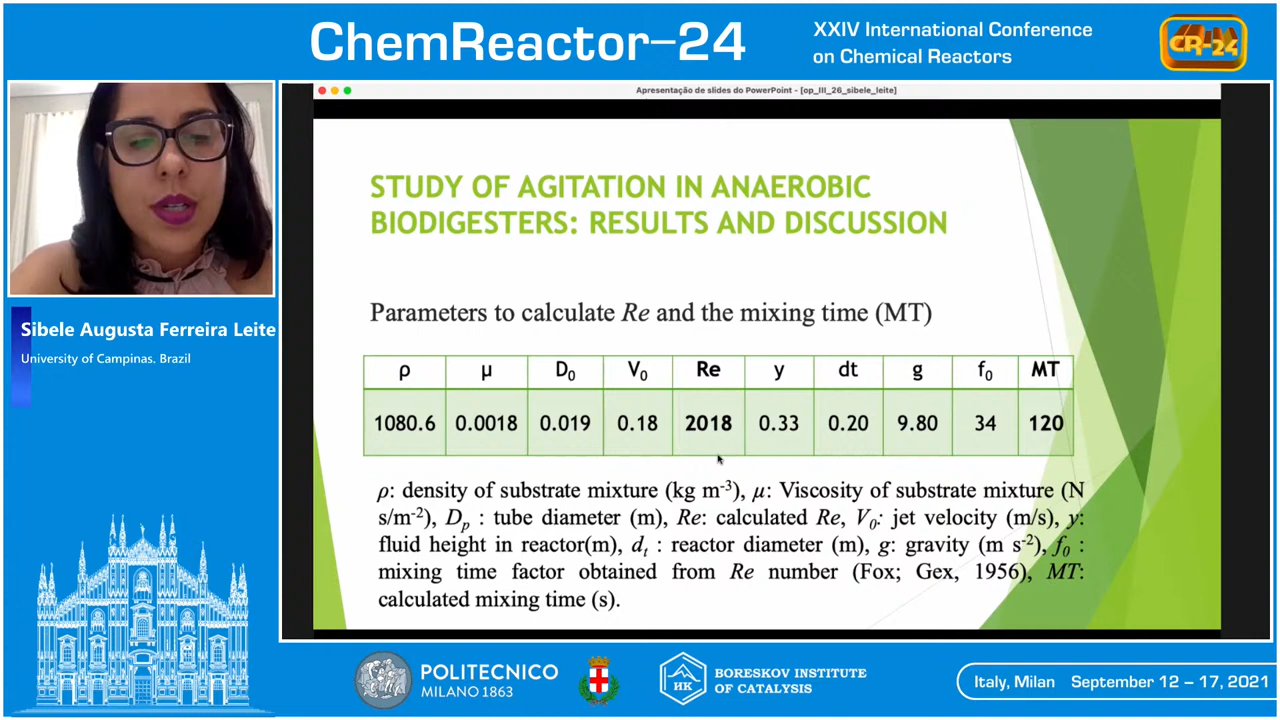 ChemReactor-24
XXIV International Conference
on Chemical Reactors
CR-24
Apresentação de slides do PowerPoint - [op_III_26_sibele_leite]
STUDY OF AGITATION IN ANAEROBIC
BIODIGESTERS: RESULTS AND DISCUSSION
Parameters to calculate Re and the mixing time (MT)
ρ μ D₀ V₀ Re y dt g f₀ MT
1080.6 0.0018 0.019 0.18 2018 0.33 0.20 9.80 34 120
ρ: density of substrate mixture (kg m⁻³), μ: Viscosity of substrate mixture (N
s/m⁻²), Dₚ : tube diameter (m), Re: calculated Re, V₀: jet velocity (m/s), y:
fluid height in reactor(m), dₜ : reactor diameter (m), g: gravity (m s⁻²), f₀ :
mixing time factor obtained from Re number (Fox; Gex, 1956), MT:
calculated mixing time (s).
Sibele Augusta Ferreira Leite
University of Campinas. Brazil
POLITECNICO
MILANO 1863
НК
BORESKOV INSTITUTE
OF CATALYSIS
Italy, Milan September 12 – 17, 2021